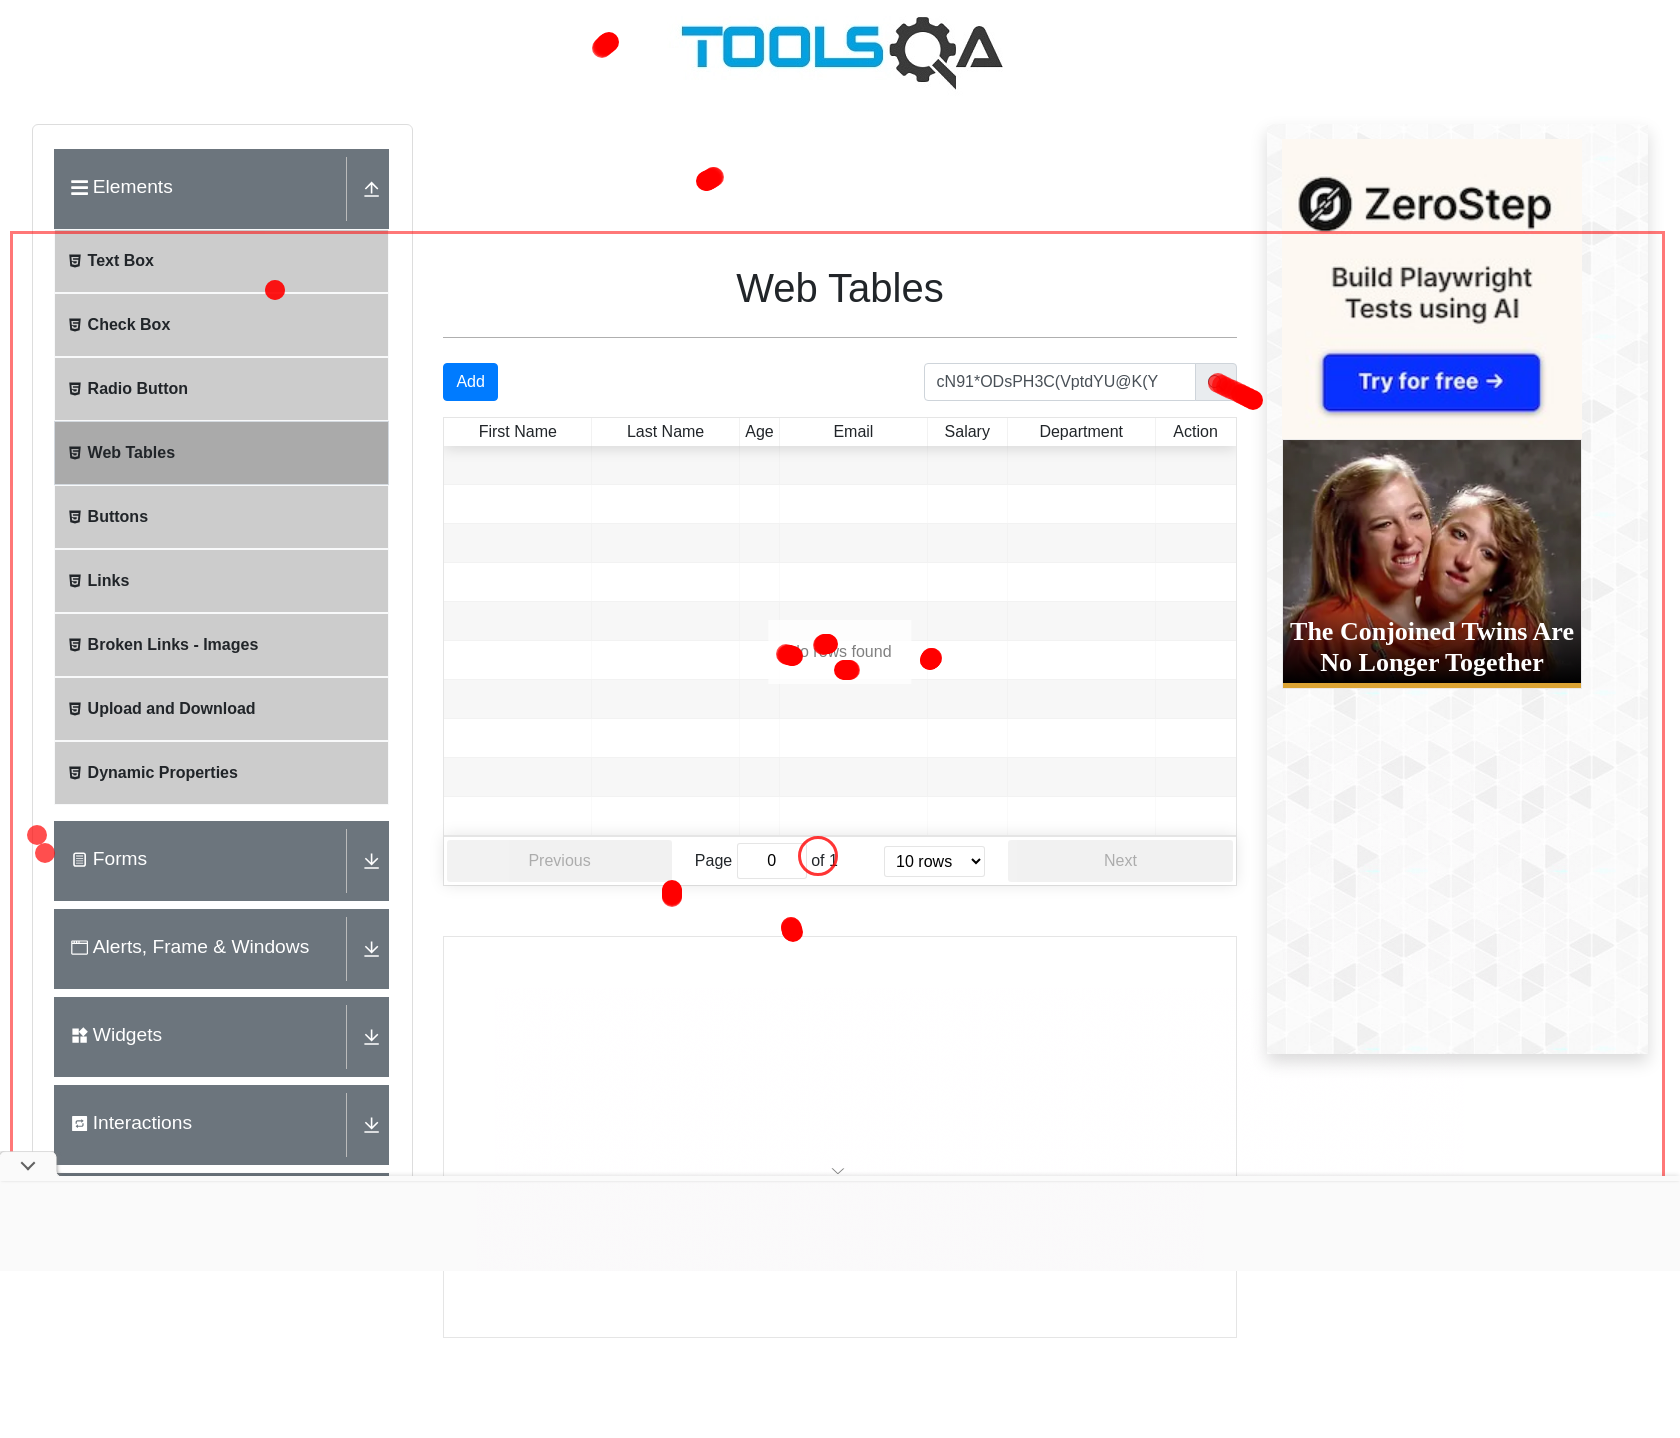 TOOLSQA
Elements
Text Box
Check Box
Radio Button
Web Tables
Buttons
Links
Broken Links - Images
Upload and Download
Dynamic Properties
Forms
Alerts, Frame & Windows
Widgets
Interactions
Web Tables
Add
cN91*ODsPH3C(VptdYU@K(Y
First Name Last Name Age Email Salary Department Action
rows found
Previous Page 0 of 1 10 rows Next
ZeroStep
Build Playwright
Tests using AI
Try for free →
The Conjoined Twins Are
No Longer Together